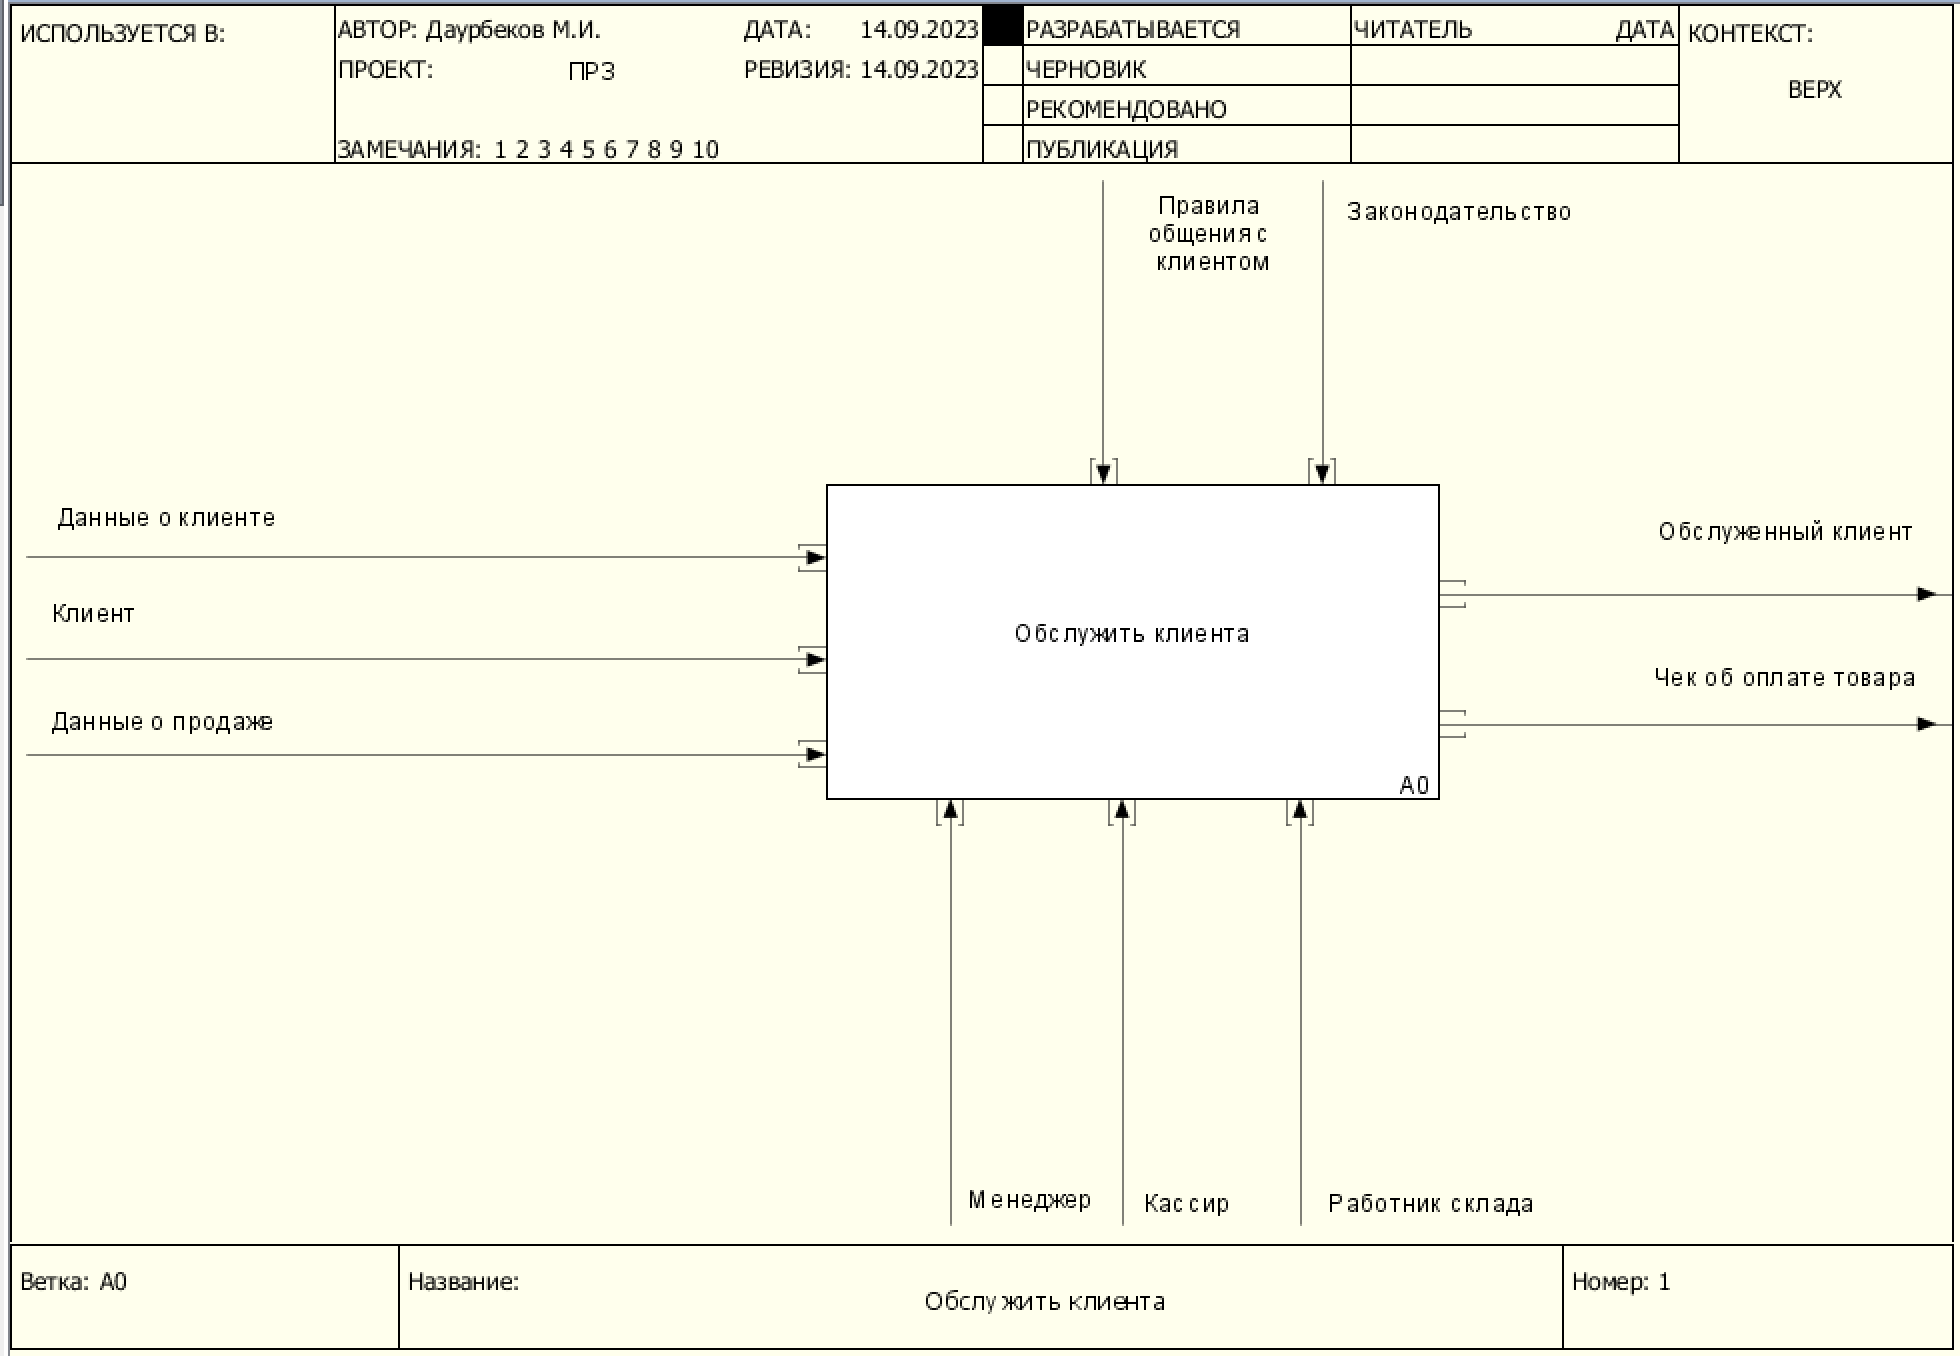 ИСПОЛЬЗУЕТСЯ В:
АВТОР: Даурбеков М.И.
ДАТА: 14.09.2023
ПРОЕКТ: ПР3
РЕВИЗИЯ: 14.09.2023
ЗАМЕЧАНИЯ: 1 2 3 4 5 6 7 8 9 10
РАЗРАБАТЫВАЕТСЯ
ЧЕРНОВИК
РЕКОМЕНДОВАНО
ПУБЛИКАЦИЯ
ЧИТАТЕЛЬ ДАТА
КОНТЕКСТ:
ВЕРХ
Правила
общения с
клиентом
Законодательство
Данные о клиенте
Клиент
Данные о продаже
Обслужить клиента
A0
Обслуженный клиент
Чек об оплате товара
Менеджер
Кассир
Работник склада
Ветка: A0
Название:
Обслужить клиента
Номер: 1